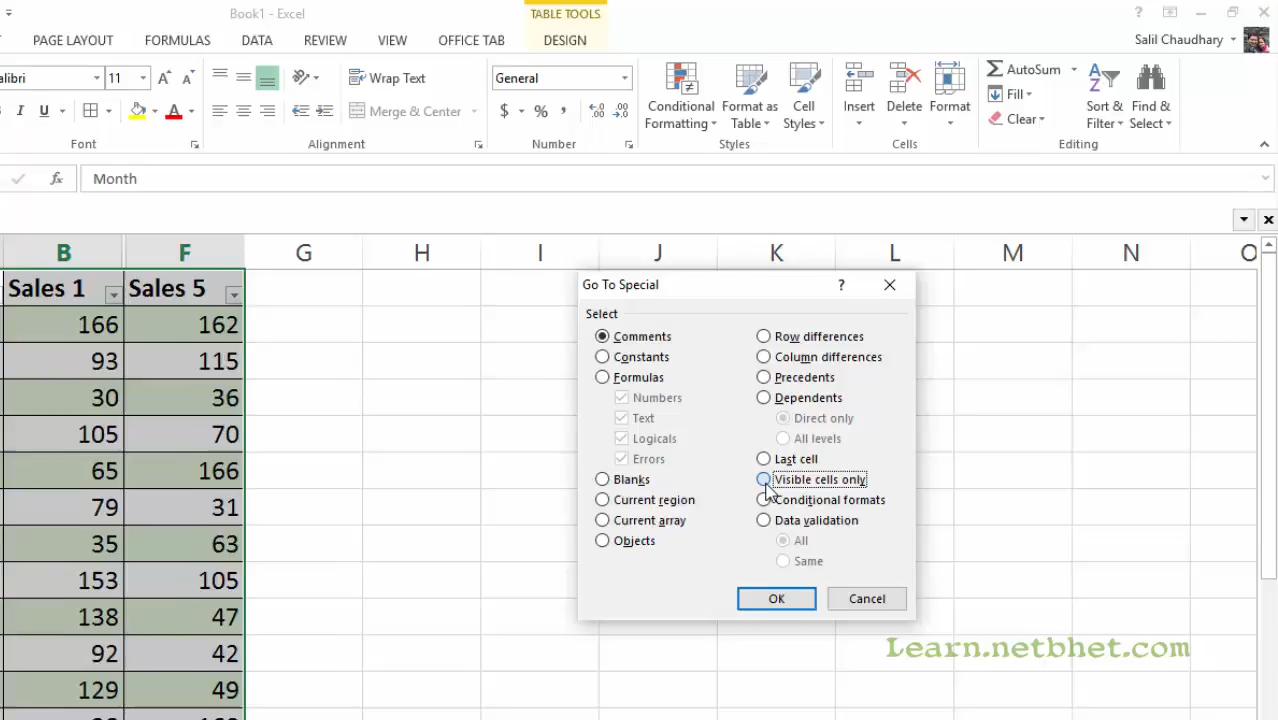 Book1 - Excel
TABLE TOOLS
?
PAGE LAYOUT FORMULAS DATA REVIEW VIEW OFFICE TAB DESIGN
Salil Chaudhary
alibri 11 A A
Wrap Text
General
U A
Merge & Center
$ % ,
Conditional Formatting
Format as Table
Cell Styles
Insert
Delete
Format
AutoSum
Fill
Clear
Sort & Filter
Find & Select
Font Alignment Number Styles Cells Editing
fx Month
B F G H I J K L M N O
Sales 1 Sales 5
166 162
93 115
30 36
105 70
65 166
79 31
35 63
153 105
138 47
92 42
129 49
Go To Special ?
Select
Comments
Constants
Formulas
Numbers
Text
Logicals
Errors
Blanks
Current region
Current array
Objects
Row differences
Column differences
Precedents
Dependents
Direct only
All levels
Last cell
Visible cells only
Conditional formats
Data validation
All
Same
OK Cancel
Learn.netbhet.com